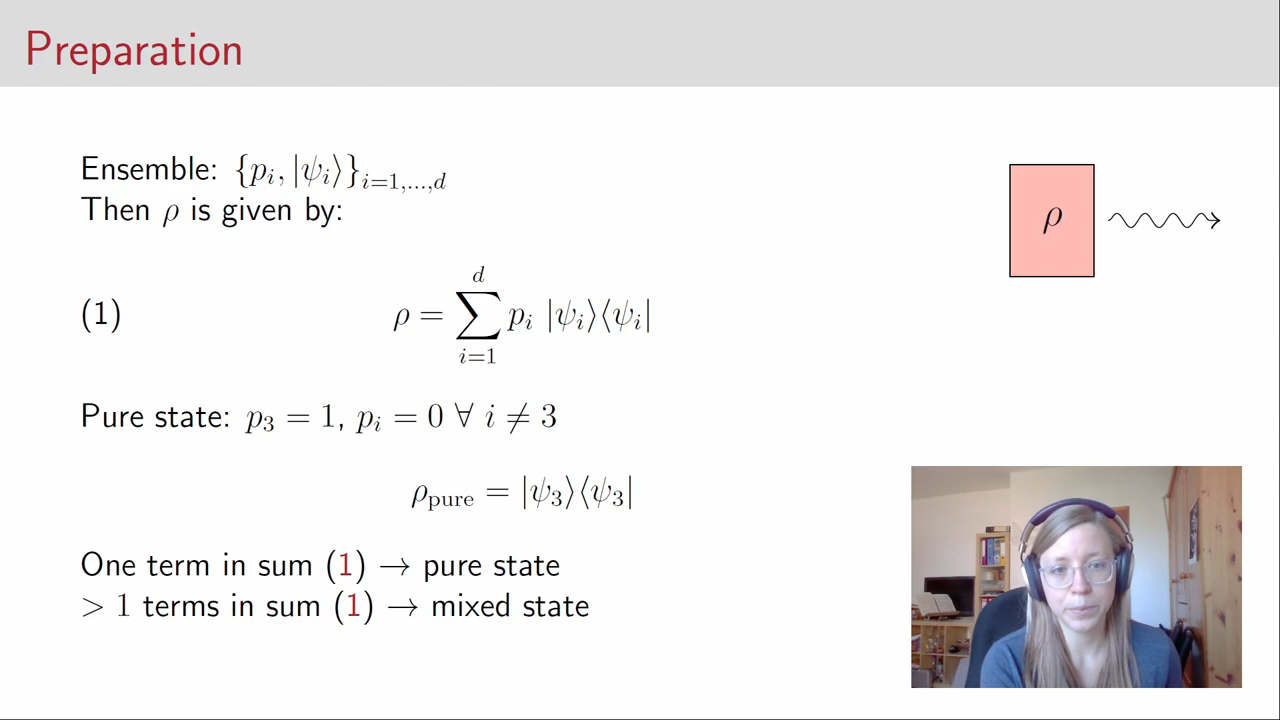 Preparation
Ensemble: {p_i, |ψ_i⟩}_{i=1,...,d}
Then ρ is given by:
(1) ρ = ∑_{i=1}^{d} p_i |ψ_i⟩⟨ψ_i|
Pure state: p_3 = 1, p_i = 0 ∀ i ≠ 3
ρ_pure = |ψ_3⟩⟨ψ_3|
One term in sum (1) → pure state
> 1 terms in sum (1) → mixed state
ρ